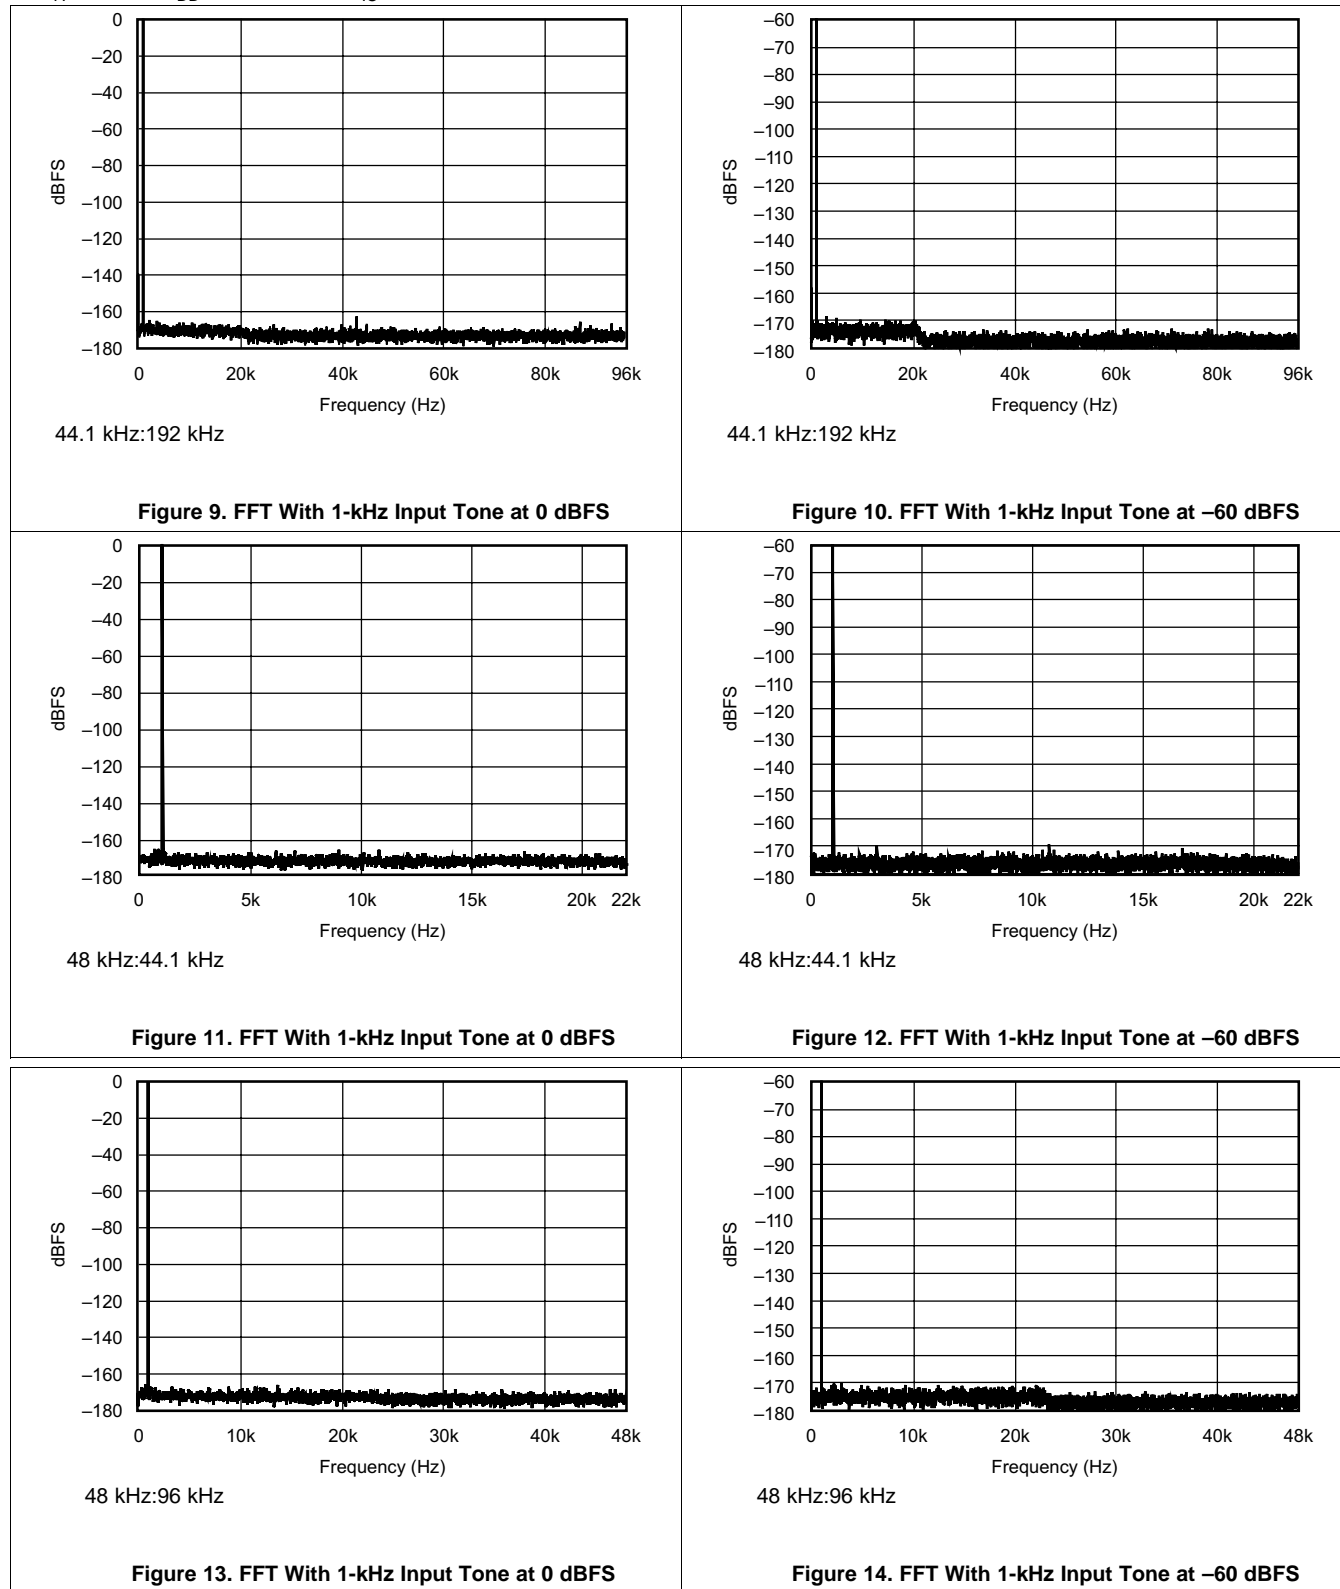 0
–20
–40
–60
–80
–100
–120
–140
–160
–180
dBFS
0 20k 40k 60k 80k 96k
Frequency (Hz)
44.1 kHz:192 kHz
Figure 9. FFT With 1-kHz Input Tone at 0 dBFS
–60
–70
–80
–90
–100
–110
–120
–130
–140
–150
–160
–170
–180
dBFS
0 20k 40k 60k 80k 96k
Frequency (Hz)
44.1 kHz:192 kHz
Figure 10. FFT With 1-kHz Input Tone at –60 dBFS
0
–20
–40
–60
–80
–100
–120
–140
–160
–180
dBFS
0 5k 10k 15k 20k 22k
Frequency (Hz)
48 kHz:44.1 kHz
Figure 11. FFT With 1-kHz Input Tone at 0 dBFS
–60
–70
–80
–90
–100
–110
–120
–130
–140
–150
–160
–170
–180
dBFS
0 5k 10k 15k 20k 22k
Frequency (Hz)
48 kHz:44.1 kHz
Figure 12. FFT With 1-kHz Input Tone at –60 dBFS
0
–20
–40
–60
–80
–100
–120
–140
–160
–180
dBFS
0 10k 20k 30k 40k 48k
Frequency (Hz)
48 kHz:96 kHz
Figure 13. FFT With 1-kHz Input Tone at 0 dBFS
–60
–70
–80
–90
–100
–110
–120
–130
–140
–150
–160
–170
–180
dBFS
0 10k 20k 30k 40k 48k
Frequency (Hz)
48 kHz:96 kHz
Figure 14. FFT With 1-kHz Input Tone at –60 dBFS